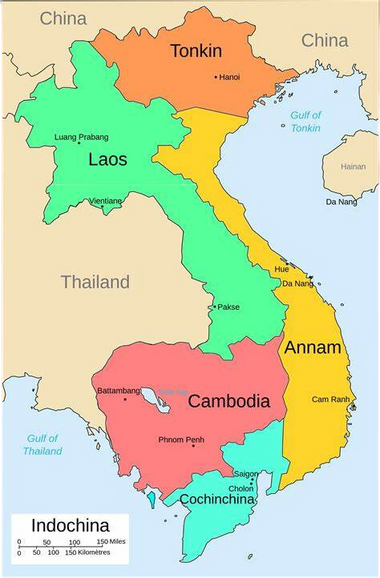 China
China
Tonkin
Hanoi
Gulf of
Tonkin
Luang Prabang
Laos
Hainan
Vientiane
Da Nang
Hue
Da Nang
Thailand
Pakse
Annam
Battambang
Cambodia
Cam Ranh
Gulf of
Thailand
Phnom Penh
Saigon
Cholon
Cochinchina
Indochina
0 50 100 150 Miles
0 50 100 150 Kilomètres